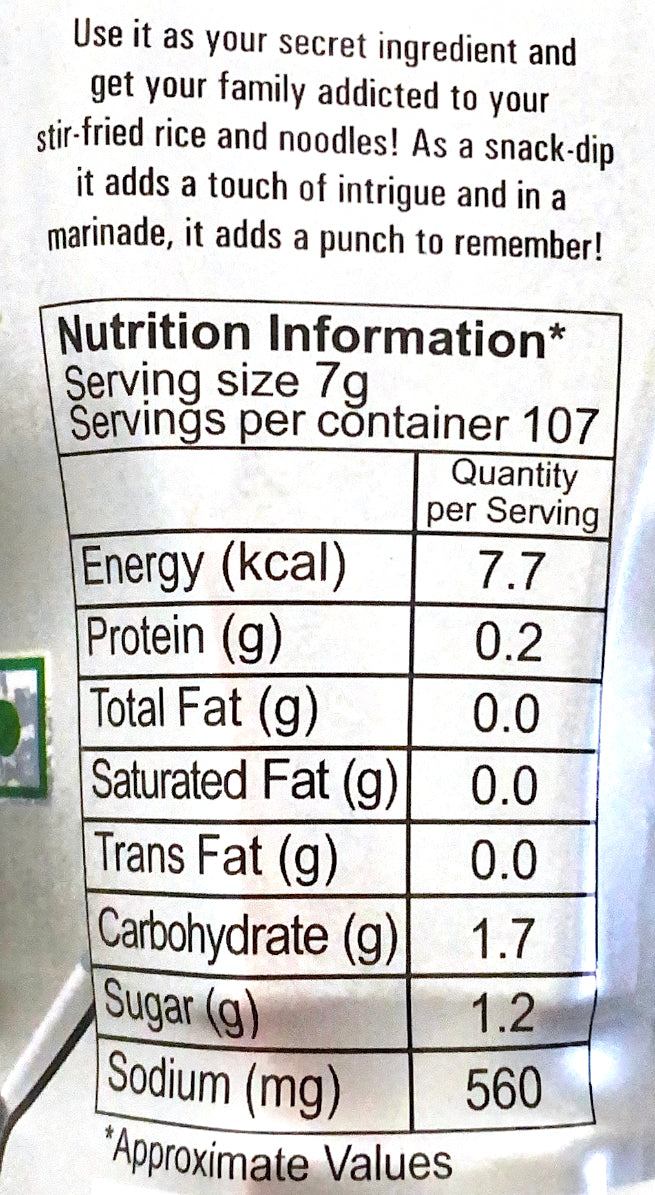 Use it as your secret ingredient and
get your family addicted to your
stir-fried rice and noodles! As a snack-dip
it adds a touch of intrigue and in a
marinade, it adds a punch to remember!
Nutrition Information*
Serving size 7g
Servings per container 107
Quantity
per Serving
Energy (kcal) 7.7
Protein (g) 0.2
Total Fat (g) 0.0
Saturated Fat (g) 0.0
Trans Fat (g) 0.0
Carbohydrate (g) 1.7
Sugar (g) 1.2
Sodium (mg) 560
*Approximate Values